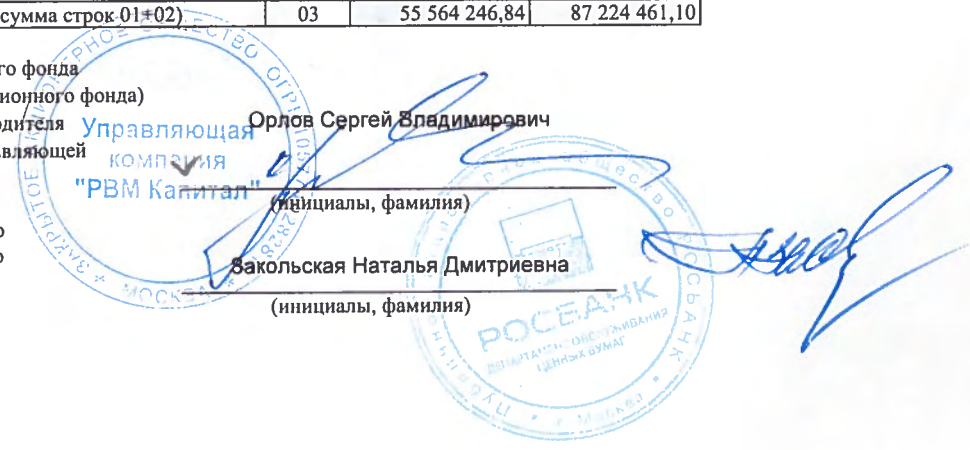 сумма строк 01+02) 03 55 564 246,84 87 224 461,10
го фонда
ионного фонда)
одителя Орлов Сергей Владимирович
авляющей
(инициалы, фамилия)
о
о Закольская Наталья Дмитриевна
(инициалы, фамилия)
Управляющая
компания
"РВМ Капитал"
МОСКВА
РОСБАНК
ДЕПАРТАМЕНТ ОБСЛУЖИВАНИЯ
ЦЕННЫХ БУМАГ
г. Москва